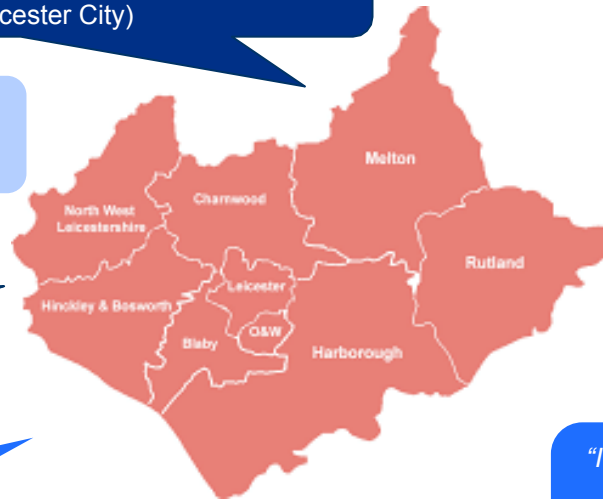 cester City)
Melton
Charnwood
North West
Leicestershire
Rutland
Leicester
Hinckley & Bosworth
O&W
Blaby
Harborough
“I